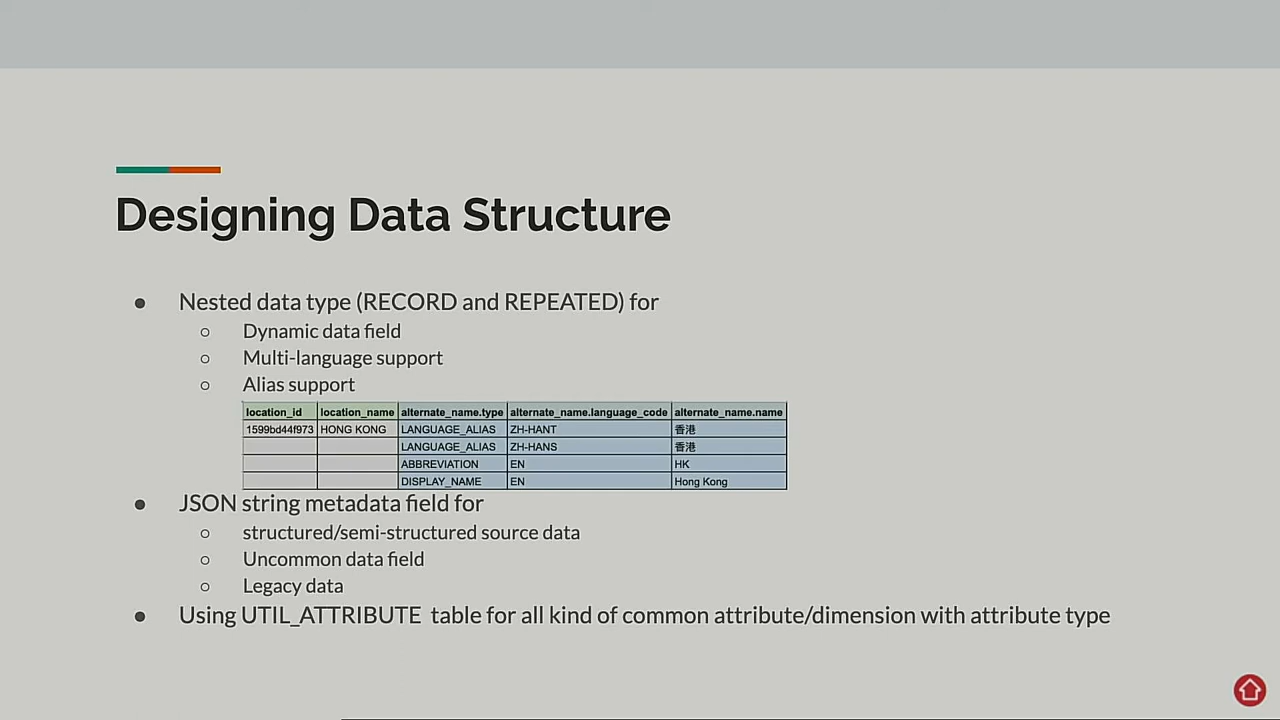 Designing Data Structure
● Nested data type (RECORD and REPEATED) for
○ Dynamic data field
○ Multi-language support
○ Alias support
location_id location_name alternate_name.type alternate_name.language_code alternate_name.name
1599bd44f973 HONG KONG LANGUAGE_ALIAS ZH-HANT 香港
LANGUAGE_ALIAS ZH-HANS 香港
ABBREVIATION EN HK
DISPLAY_NAME EN Hong Kong
● JSON string metadata field for
○ structured/semi-structured source data
○ Uncommon data field
○ Legacy data
● Using UTIL_ATTRIBUTE table for all kind of common attribute/dimension with attribute type